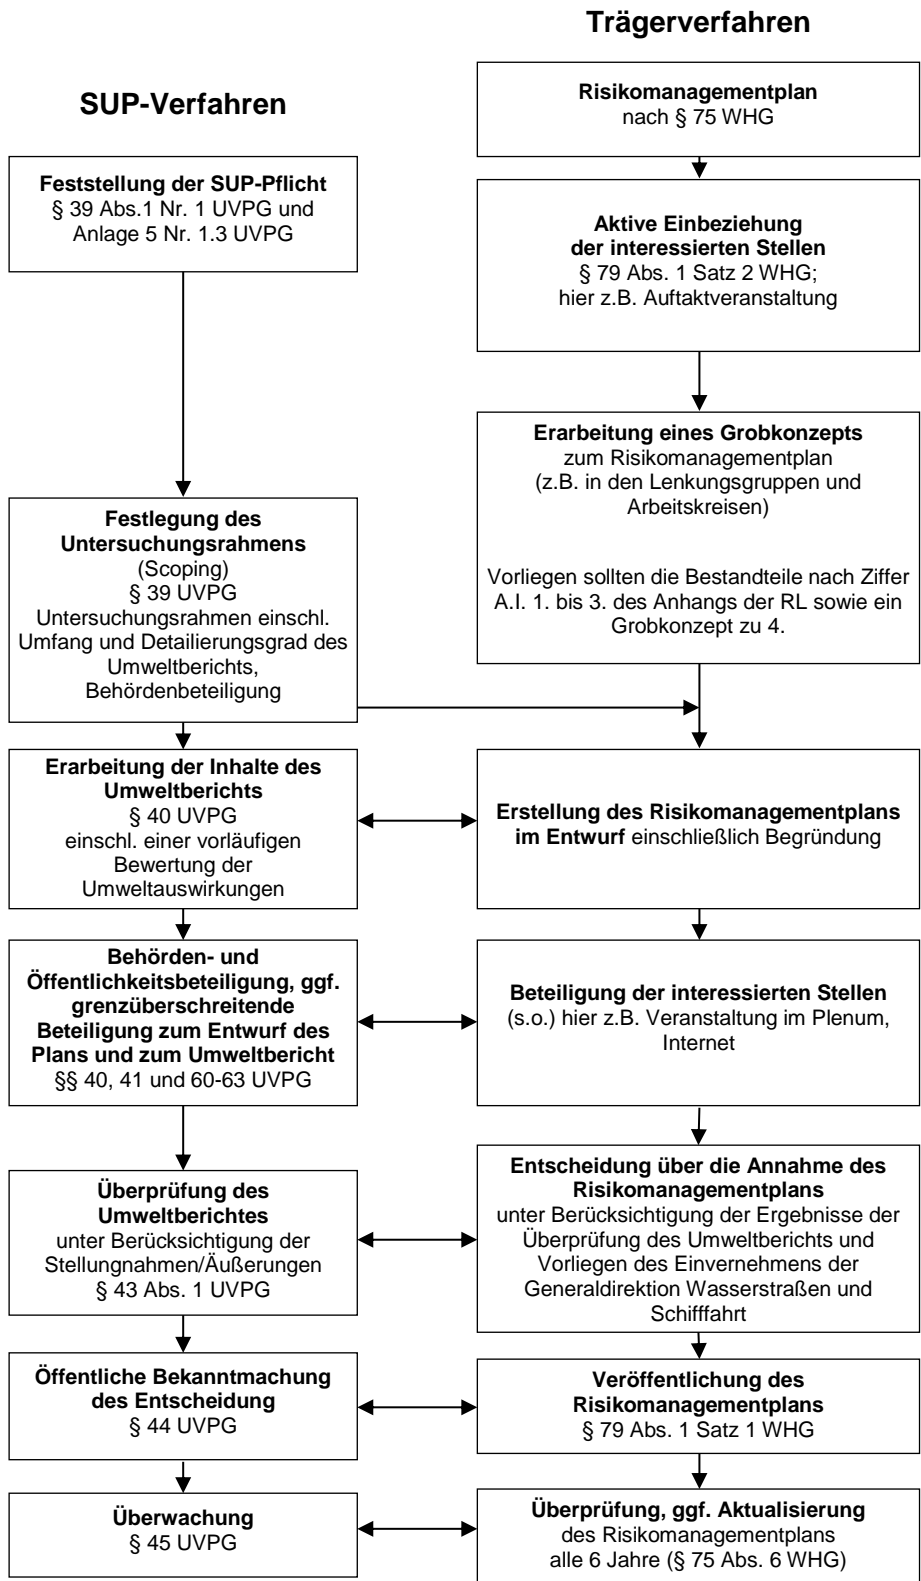 Trägerverfahren
SUP-Verfahren
Risikomanagementplan
nach § 75 WHG
Feststellung der SUP-Pflicht
§ 39 Abs.1 Nr. 1 UVPG und
Anlage 5 Nr. 1.3 UVPG
Aktive Einbeziehung
der interessierten Stellen
§ 79 Abs. 1 Satz 2 WHG;
hier z.B. Auftaktveranstaltung
Erarbeitung eines Grobkonzepts
zum Risikomanagementplan
(z.B. in den Lenkungsgruppen und
Arbeitskreisen)
Vorliegen sollten die Bestandteile nach Ziffer
A.I. 1. bis 3. des Anhangs der RL sowie ein
Grobkonzept zu 4.
Festlegung des
Untersuchungsrahmens
(Scoping)
§ 39 UVPG
Untersuchungsrahmen einschl.
Umfang und Detailierungsgrad des
Umweltberichts,
Behördenbeteiligung
Erarbeitung der Inhalte des
Umweltberichts
§ 40 UVPG
einschl. einer vorläufigen
Bewertung der
Umweltauswirkungen
Erstellung des Risikomanagementplans
im Entwurf einschließlich Begründung
Behörden- und
Öffentlichkeitsbeteiligung, ggf.
grenzüberschreitende
Beteiligung zum Entwurf des
Plans und zum Umweltbericht
§§ 40, 41 und 60-63 UVPG
Beteiligung der interessierten Stellen
(s.o.) hier z.B. Veranstaltung im Plenum,
Internet
Überprüfung des
Umweltberichtes
unter Berücksichtigung der
Stellungnahmen/Äußerungen
§ 43 Abs. 1 UVPG
Entscheidung über die Annahme des
Risikomanagementplans
unter Berücksichtigung der Ergebnisse der
Überprüfung des Umweltberichts und
Vorliegen des Einvernehmens der
Generaldirektion Wasserstraßen und
Schifffahrt
Öffentliche Bekanntmachung
des Entscheidung
§ 44 UVPG
Veröffentlichung des
Risikomanagementplans
§ 79 Abs. 1 Satz 1 WHG
Überwachung
§ 45 UVPG
Überprüfung, ggf. Aktualisierung
des Risikomanagementplans
alle 6 Jahre (§ 75 Abs. 6 WHG)